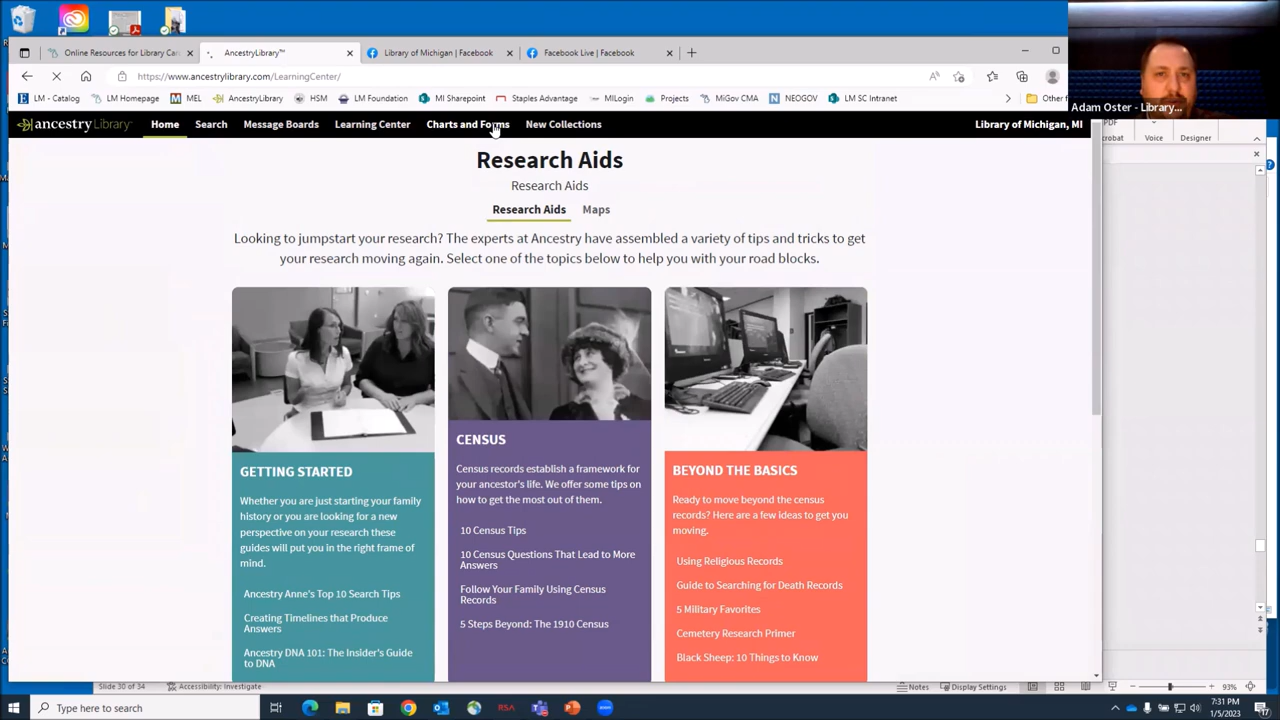 Online Resources for Library Car
AncestryLibrary™
Library of Michigan | Facebook
Facebook Live | Facebook
https://www.ancestrylibrary.com/LearningCenter/
LM - Catalog
LM Homepage
MEL
AncestryLibrary
HSM
LM Foundation
MI Sharepoint
Staples Advantage
MILogin
Projects
MiGov CMA
NEOGOV
LM SC Intranet
Other f
Adam Oster - Library...
PDF
crobat
Voice
Designer
ancestryLibrary
Home
Search
Message Boards
Learning Center
Charts and Forms
New Collections
Library of Michigan, MI
Research Aids
Research Aids
Research Aids
Maps
Looking to jumpstart your research? The experts at Ancestry have assembled a variety of tips and tricks to get
your research moving again. Select one of the topics below to help you with your road blocks.
GETTING STARTED
Whether you are just starting your family
history or you are looking for a new
perspective on your research these
guides will put you in the right frame of
mind.
Ancestry Anne's Top 10 Search Tips
Creating Timelines that Produce
Answers
Ancestry DNA 101: The Insider's Guide
to DNA
CENSUS
Census records establish a framework for
your ancestor's life. We offer some tips on
how to get the most out of them.
10 Census Tips
10 Census Questions That Lead to More
Answers
Follow Your Family Using Census
Records
5 Steps Beyond: The 1910 Census
BEYOND THE BASICS
Ready to move beyond the census
records? Here are a few ideas to get you
moving.
Using Religious Records
Guide to Searching for Death Records
5 Military Favorites
Cemetery Research Primer
Black Sheep: 10 Things to Know
Slide 30 of 34
Accessibility: Investigate
Notes
Display Settings
93%
Type here to search
RSA
7:31 PM
1/5/2023
17